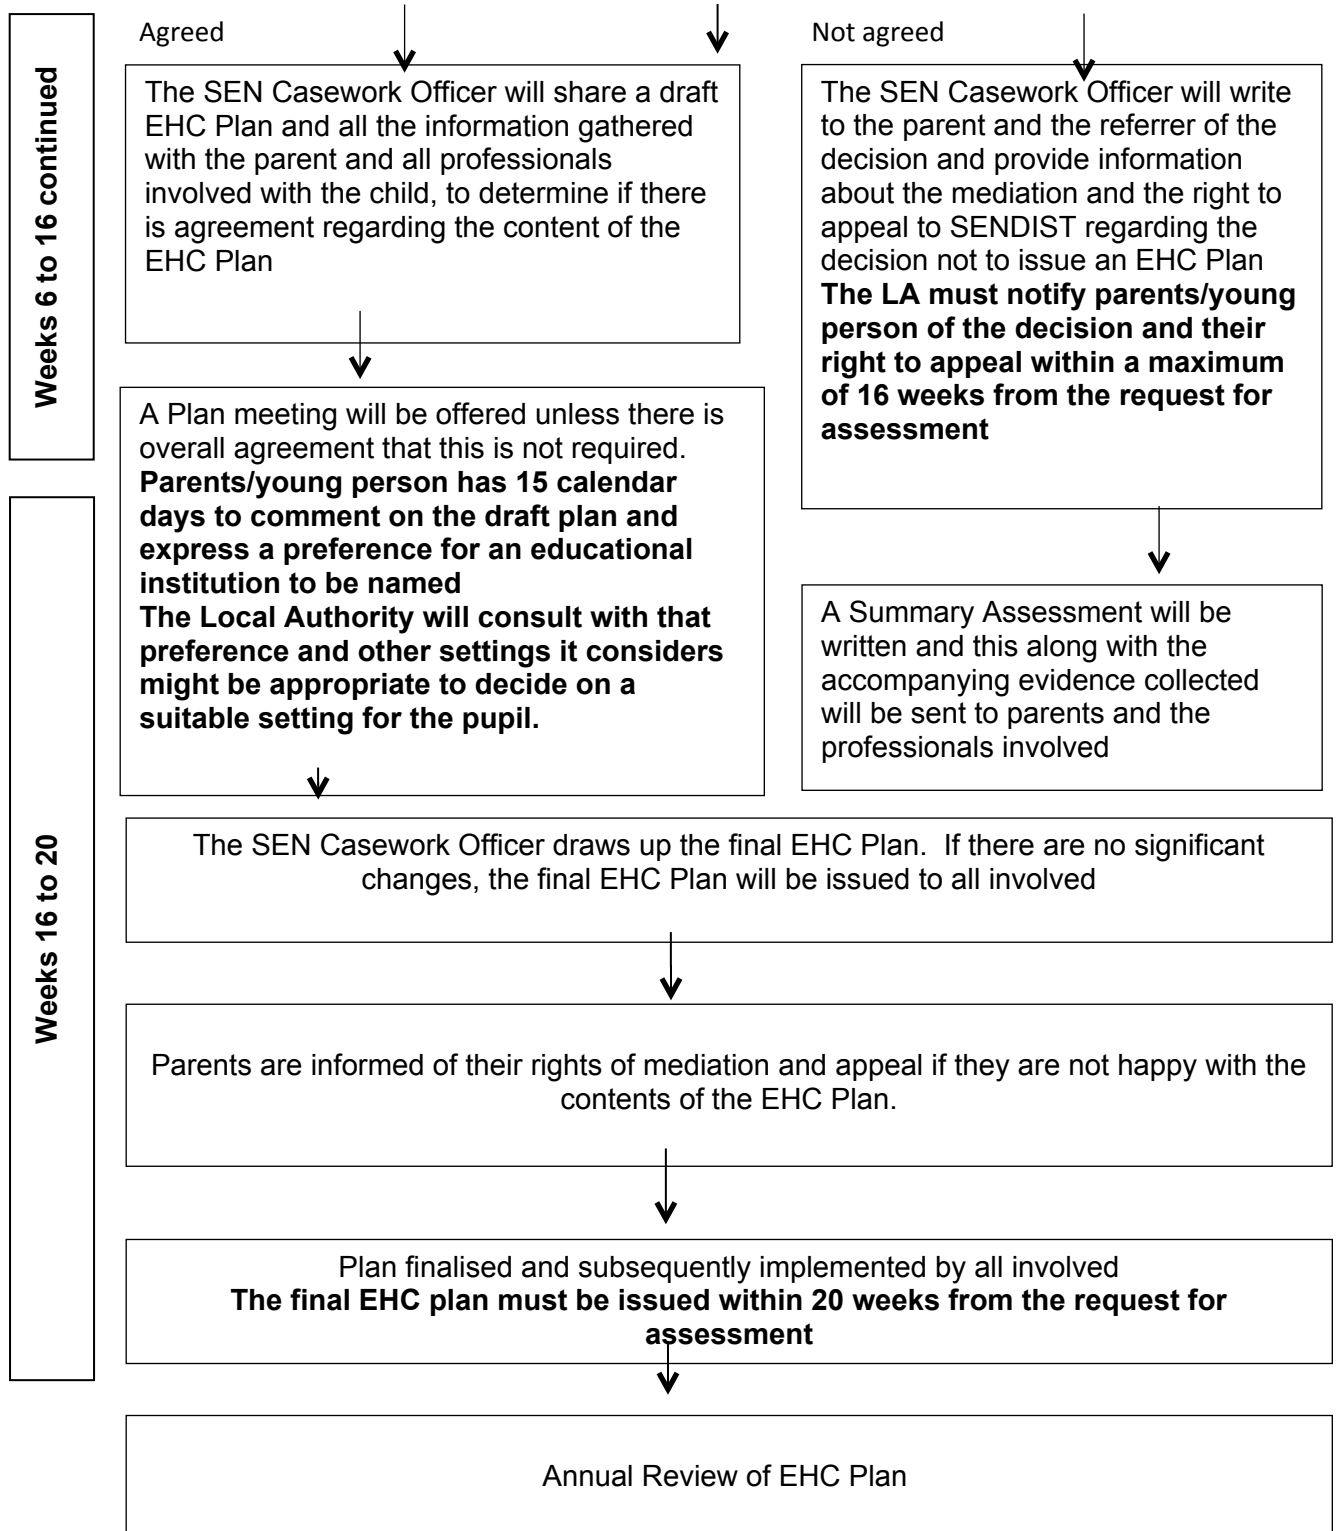 Weeks 6 to 16 continued
Agreed
The SEN Casework Officer will share a draft
EHC Plan and all the information gathered
with the parent and all professionals
involved with the child, to determine if there
is agreement regarding the content of the
EHC Plan
Not agreed
The SEN Casework Officer will write
to the parent and the referrer of the
decision and provide information
about the mediation and the right to
appeal to SENDIST regarding the
decision not to issue an EHC Plan
The LA must notify parents/young
person of the decision and their
right to appeal within a maximum
of 16 weeks from the request for
assessment
A Plan meeting will be offered unless there is
overall agreement that this is not required.
Parents/young person has 15 calendar
days to comment on the draft plan and
express a preference for an educational
institution to be named
The Local Authority will consult with that
preference and other settings it considers
might be appropriate to decide on a
suitable setting for the pupil.
A Summary Assessment will be
written and this along with the
accompanying evidence collected
will be sent to parents and the
professionals involved
Weeks 16 to 20
The SEN Casework Officer draws up the final EHC Plan.  If there are no significant
changes, the final EHC Plan will be issued to all involved
Parents are informed of their rights of mediation and appeal if they are not happy with the
contents of the EHC Plan.
Plan finalised and subsequently implemented by all involved
The final EHC plan must be issued within 20 weeks from the request for
assessment
Annual Review of EHC Plan